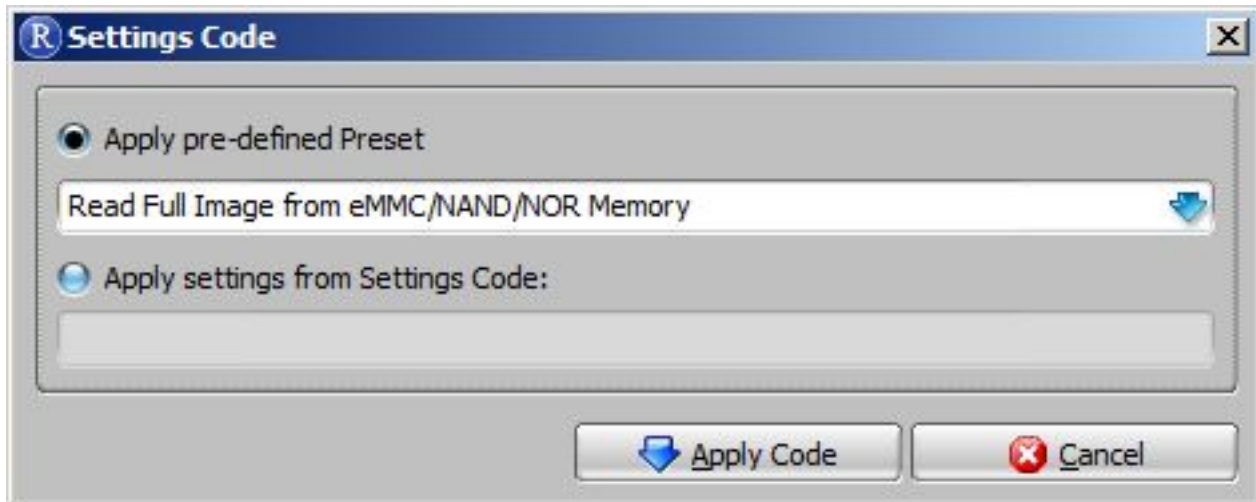 R Settings Code
Apply pre-defined Preset
Read Full Image from eMMC/NAND/NOR Memory
Apply settings from Settings Code:
Apply Code Cancel